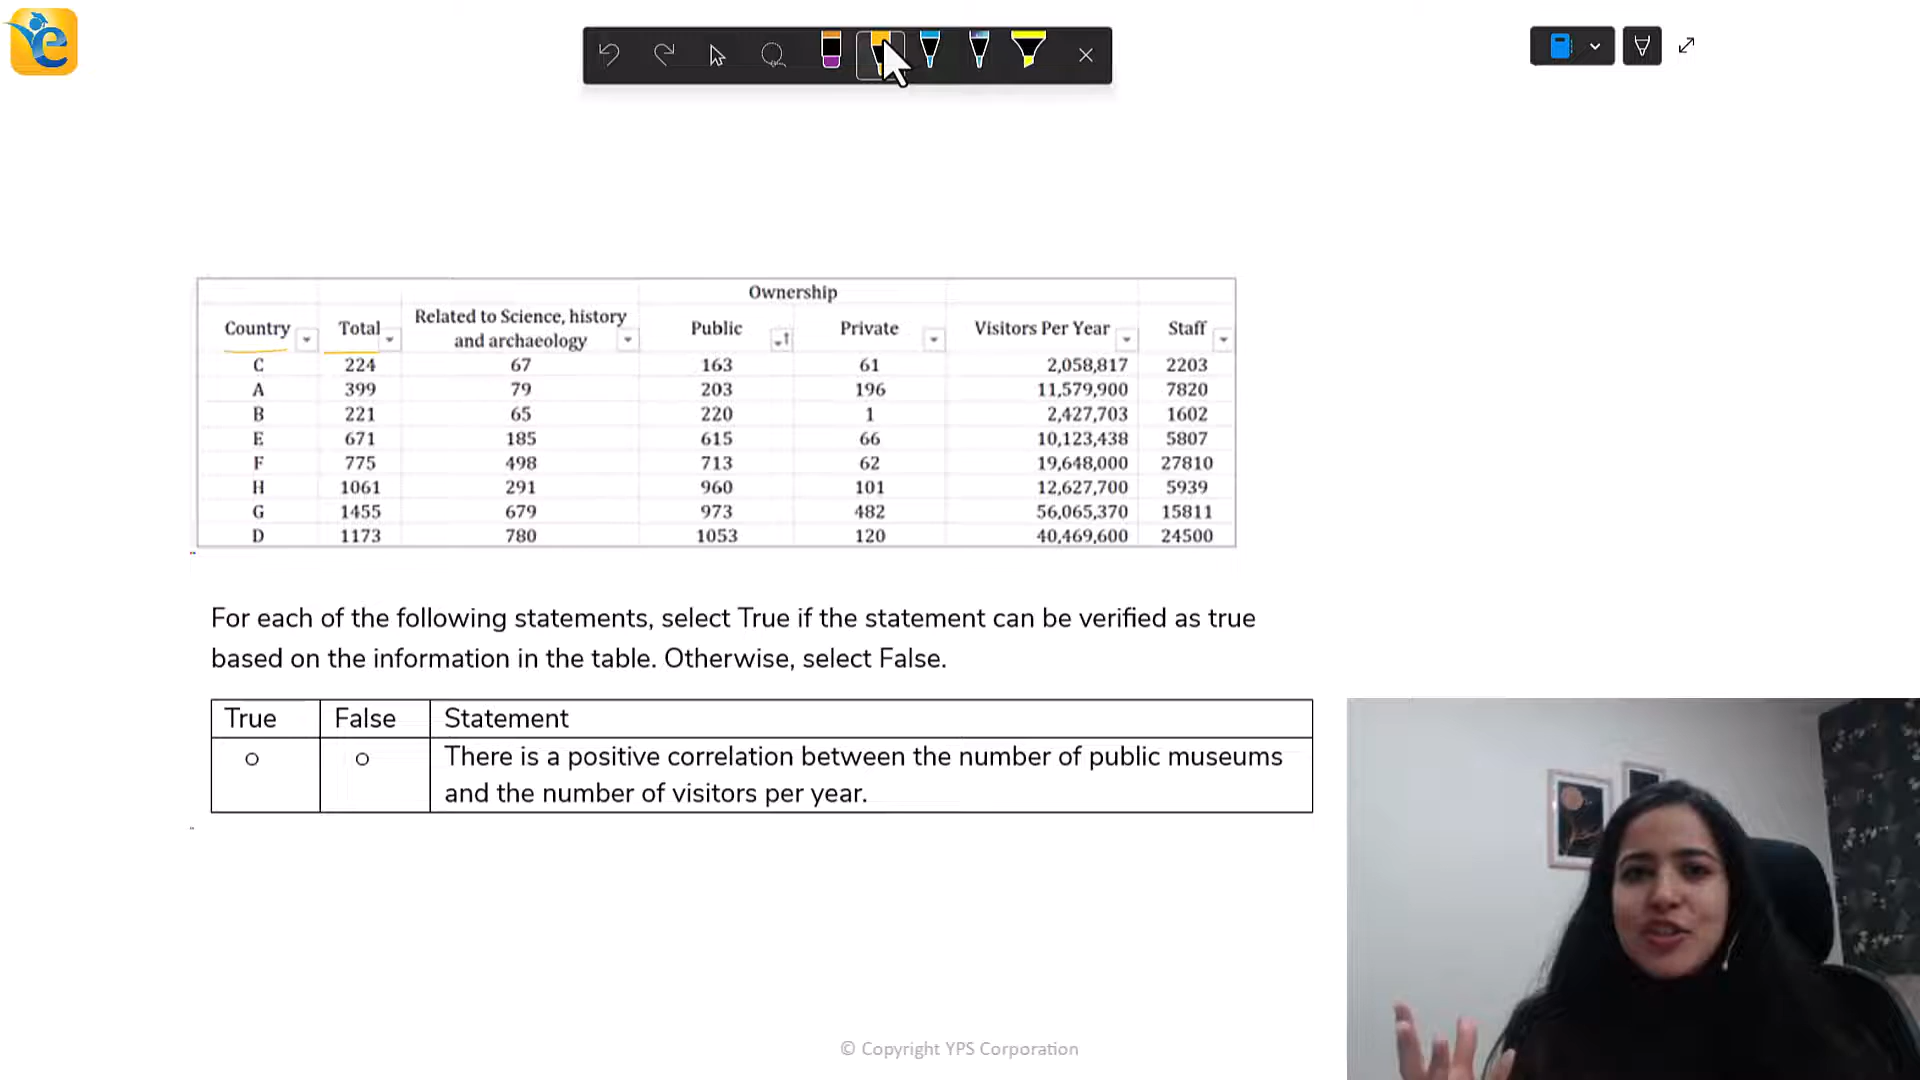 e
Ownership
Country Total Related to Science, history and archaeology Public Private Visitors Per Year Staff
C 224 67 163 61 2,058,817 2203
A 399 79 203 196 11,579,900 7820
B 221 65 220 1 2,427,703 1602
E 671 185 615 66 10,123,438 5807
F 775 498 713 62 19,648,000 27810
H 1061 291 960 101 12,627,700 5939
G 1455 679 973 482 56,065,370 15811
D 1173 780 1053 120 40,469,600 24500
For each of the following statements, select True if the statement can be verified as true
based on the information in the table. Otherwise, select False.
True False Statement
There is a positive correlation between the number of public museums
and the number of visitors per year.
© Copyright YPS Corporation